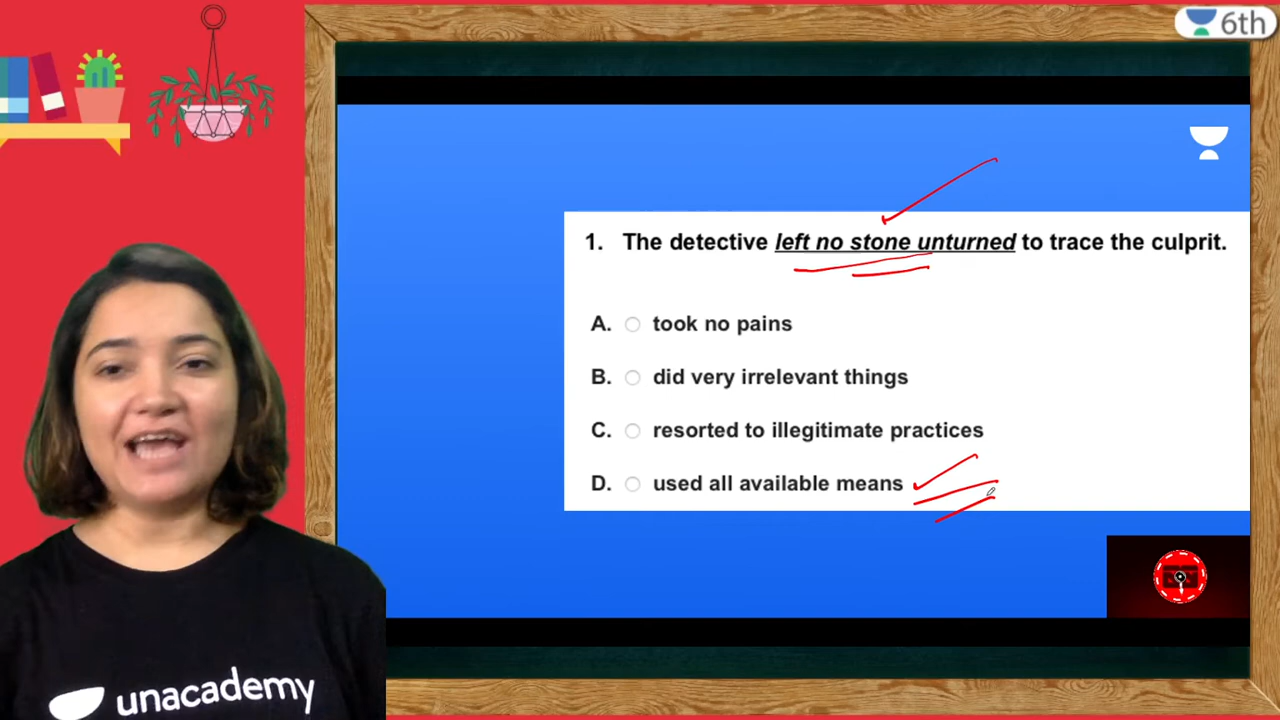 6th
1. The detective left no stone unturned to trace the culprit.
A. took no pains
B. did very irrelevant things
C. resorted to illegitimate practices
D. used all available means
unacademy